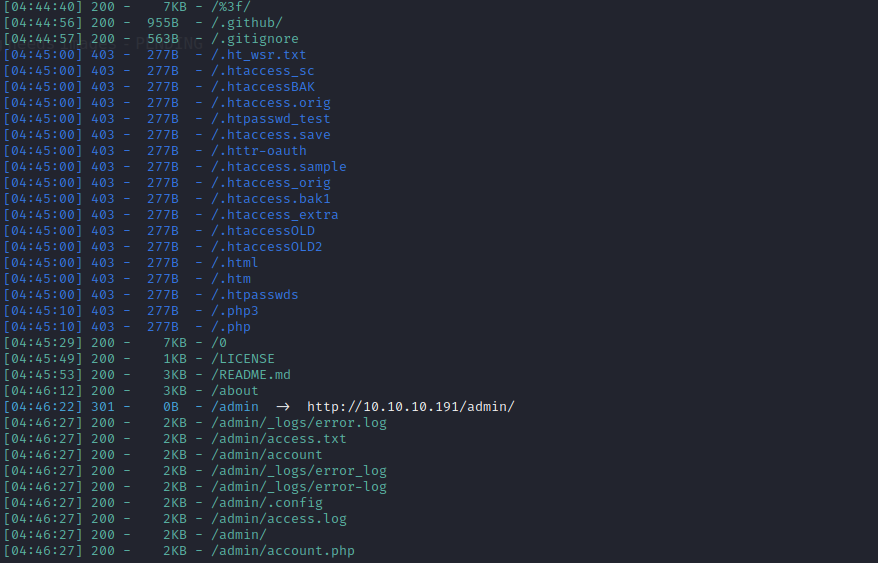 [04:44:40] 200 -    7KB - /%3f/
[04:44:56] 200 -  955B  - /.github/
[04:44:57] 200 -  563B  - /.gitignore
[04:45:00] 403 -  277B  - /.ht_wsr.txt
[04:45:00] 403 -  277B  - /.htaccess_sc
[04:45:00] 403 -  277B  - /.htaccessBAK
[04:45:00] 403 -  277B  - /.htaccess.orig
[04:45:00] 403 -  277B  - /.htpasswd_test
[04:45:00] 403 -  277B  - /.htaccess.save
[04:45:00] 403 -  277B  - /.httr-oauth
[04:45:00] 403 -  277B  - /.htaccess.sample
[04:45:00] 403 -  277B  - /.htaccess_orig
[04:45:00] 403 -  277B  - /.htaccess.bak1
[04:45:00] 403 -  277B  - /.htaccess_extra
[04:45:00] 403 -  277B  - /.htaccessOLD
[04:45:00] 403 -  277B  - /.htaccessOLD2
[04:45:00] 403 -  277B  - /.html
[04:45:00] 403 -  277B  - /.htm
[04:45:00] 403 -  277B  - /.htpasswds
[04:45:10] 403 -  277B  - /.php3
[04:45:10] 403 -  277B  - /.php
[04:45:29] 200 -    7KB - /0
[04:45:49] 200 -    1KB - /LICENSE
[04:45:53] 200 -    3KB - /README.md
[04:46:12] 200 -    3KB - /about
[04:46:22] 301 -    0B  - /admin  →  http://10.10.10.191/admin/
[04:46:27] 200 -    2KB - /admin/_logs/error.log
[04:46:27] 200 -    2KB - /admin/access.txt
[04:46:27] 200 -    2KB - /admin/account
[04:46:27] 200 -    2KB - /admin/_logs/error_log
[04:46:27] 200 -    2KB - /admin/_logs/error-log
[04:46:27] 200 -    2KB - /admin/.config
[04:46:27] 200 -    2KB - /admin/access.log
[04:46:27] 200 -    2KB - /admin/
[04:46:27] 200 -    2KB - /admin/account.php